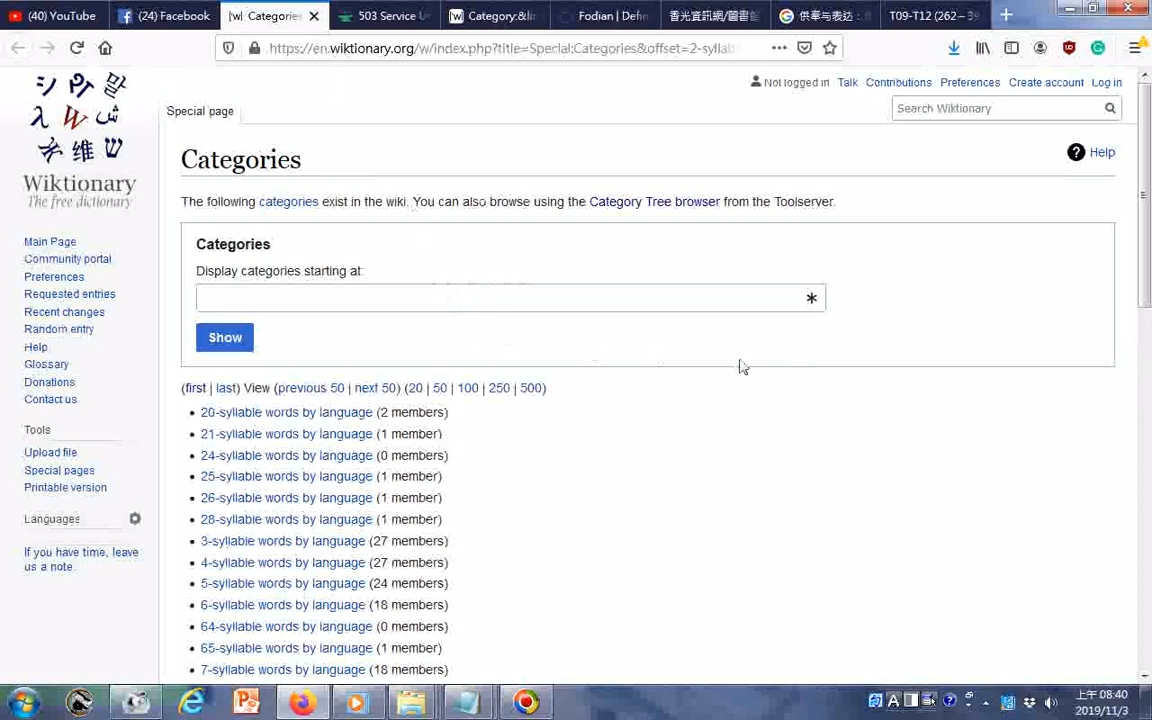 (40) YouTube
(24) Facebook
Categories
503 Service Un
Category:&li
Fodian | Defin
香光資訊網/圖書館
供奉与表达：
T09-T12 (262－39
https://en.wiktionary.org/w/index.php?title=Special:Categories&offset=2-syllab
Not logged in Talk Contributions Preferences Create account Log in
Special page
Search Wiktionary
Wiktionary
The free dictionary
Categories
Help
The following categories exist in the wiki. You can also browse using the Category Tree browser from the Toolserver.
Main Page
Community portal
Preferences
Requested entries
Recent changes
Random entry
Help
Glossary
Donations
Contact us
Tools
Upload file
Special pages
Printable version
Languages
If you have time, leave
us a note.
Categories
Display categories starting at:
Show
(first | last) View (previous 50 | next 50) (20 | 50 | 100 | 250 | 500)
20-syllable words by language (2 members)
21-syllable words by language (1 member)
24-syllable words by language (0 members)
25-syllable words by language (1 member)
26-syllable words by language (1 member)
28-syllable words by language (1 member)
3-syllable words by language (27 members)
4-syllable words by language (27 members)
5-syllable words by language (24 members)
6-syllable words by language (18 members)
64-syllable words by language (0 members)
65-syllable words by language (1 member)
7-syllable words by language (18 members)
上午 08:40
2019/11/3